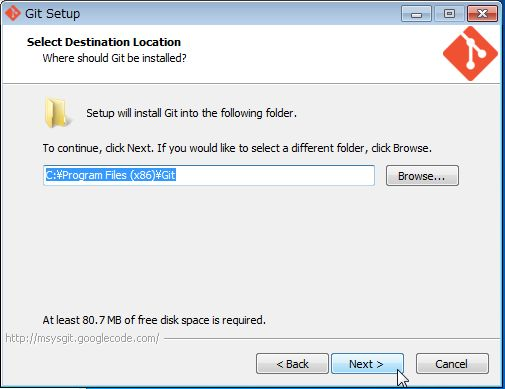 Git Setup
Select Destination Location
Where should Git be installed?
Setup will install Git into the following folder.
To continue, click Next. If you would like to select a different folder, click Browse.
C:¥Program Files (x86)¥Git
Browse...
At least 80.7 MB of free disk space is required.
http://msysgit.googlecode.com/
< Back
Next >
Cancel